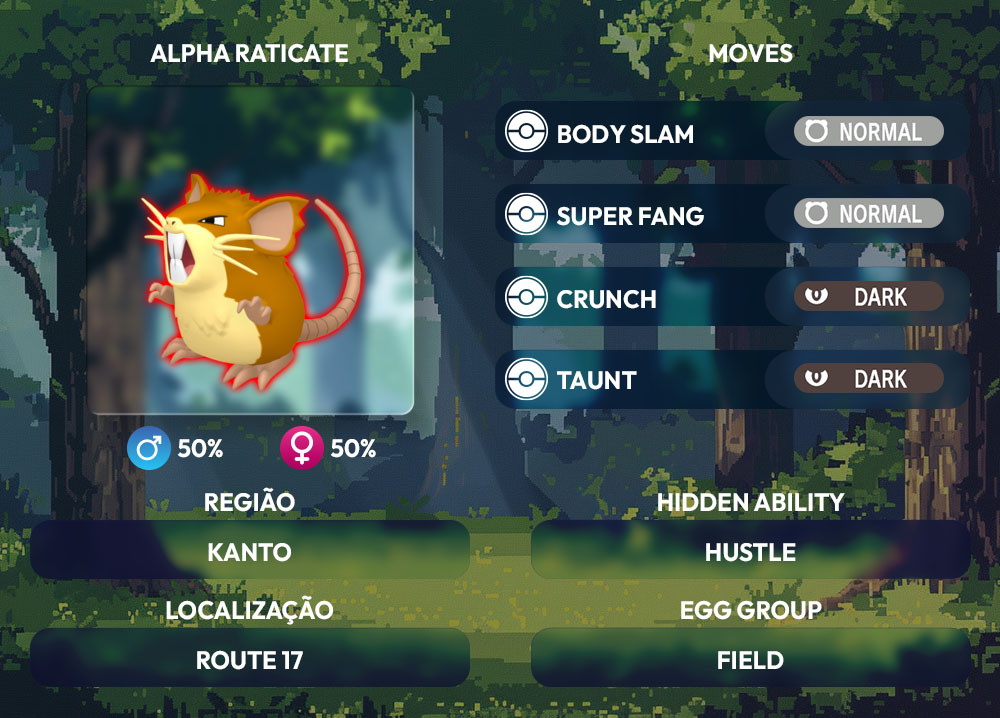 ALPHA RATICATE
50%
50%
REGIÃO
KANTO
LOCALIZAÇÃO
ROUTE 17
MOVES
BODY SLAM NORMAL
SUPER FANG NORMAL
CRUNCH DARK
TAUNT DARK
HIDDEN ABILITY
HUSTLE
EGG GROUP
FIELD